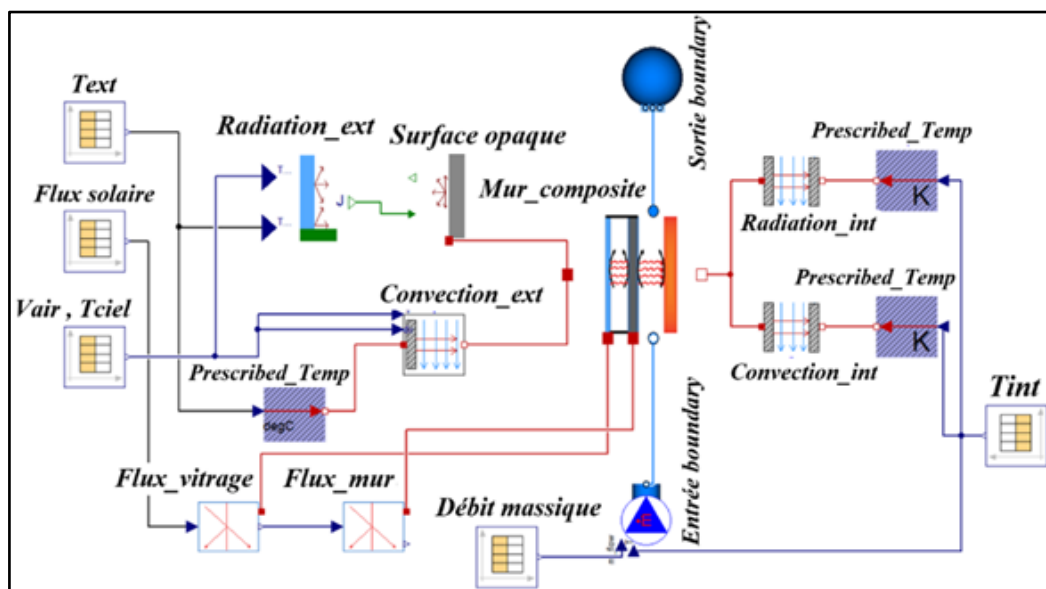 Text
Radiation_ext
Surface opaque
Sortie boundary
Prescribed_Temp
K
Radiation_int
Flux solaire
T...
T...
J
Mur_composite
Vair , Tciel
Convection_ext
Prescribed_Temp
K
Convection_int
Prescribed_Temp
degC
Tint
Flux_vitrage
Flux_mur
Débit massique
E
Entrée boundary